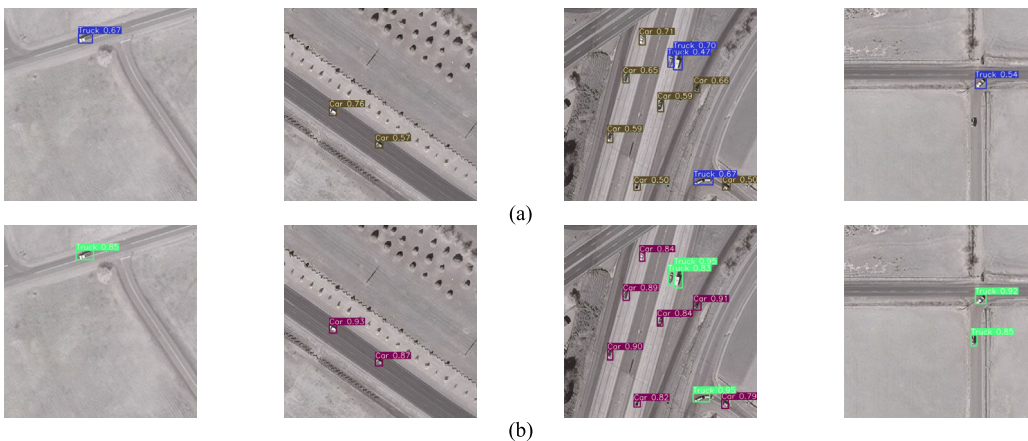 Truck 0.67
Car 0.76
Car 0.57
Car 0.71
Truck 0.70
Truck 0.47
Car 0.65
Car 0.66
Car 0.59
Car 0.59
Car 0.50
Truck 0.67
Car 0.50
Truck 0.54
(a)
Truck 0.85
Car 0.93
Car 0.87
Car 0.84
Truck 0.95
Truck 0.83
Car 0.89
Car 0.91
Car 0.84
Car 0.90
Car 0.82
Truck 0.95
Car 0.79
Truck 0.92
Truck 0.85
(b)